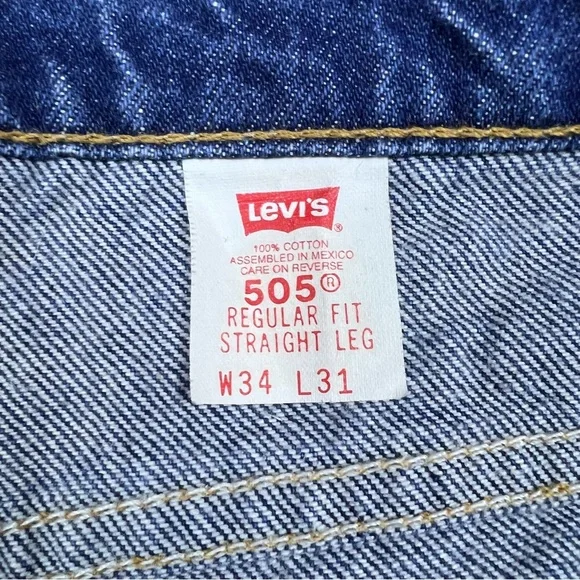 Levi's ®
100% COTTON
ASSEMBLED IN MEXICO
CARE ON REVERSE
505®
REGULAR FIT
STRAIGHT LEG
W34 L31